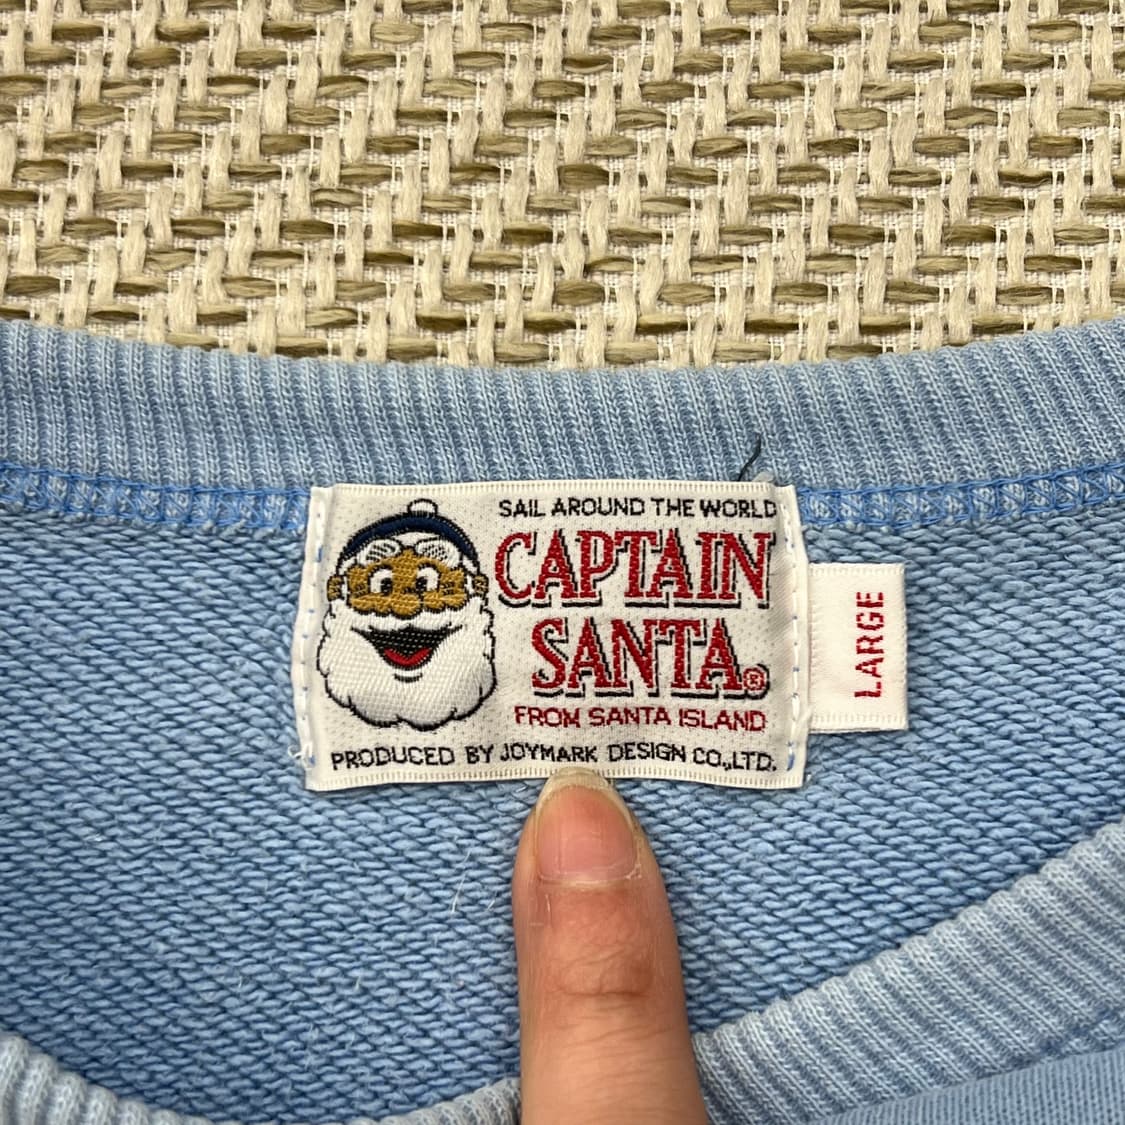 SAIL AROUND THE WORLD
CAPTAIN
SANTA®
FROM SANTA ISLAND
PRODUCED BY JOYMARK DESIGN CO.,LTD.
LARGE